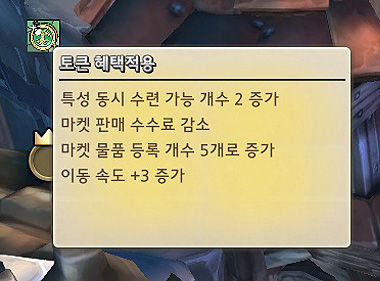 토큰 혜택적용
특성 동시 수련 가능 개수 2 증가
마켓 판매 수수료 감소
마켓 물품 등록 개수 5개로 증가
이동 속도 +3 증가